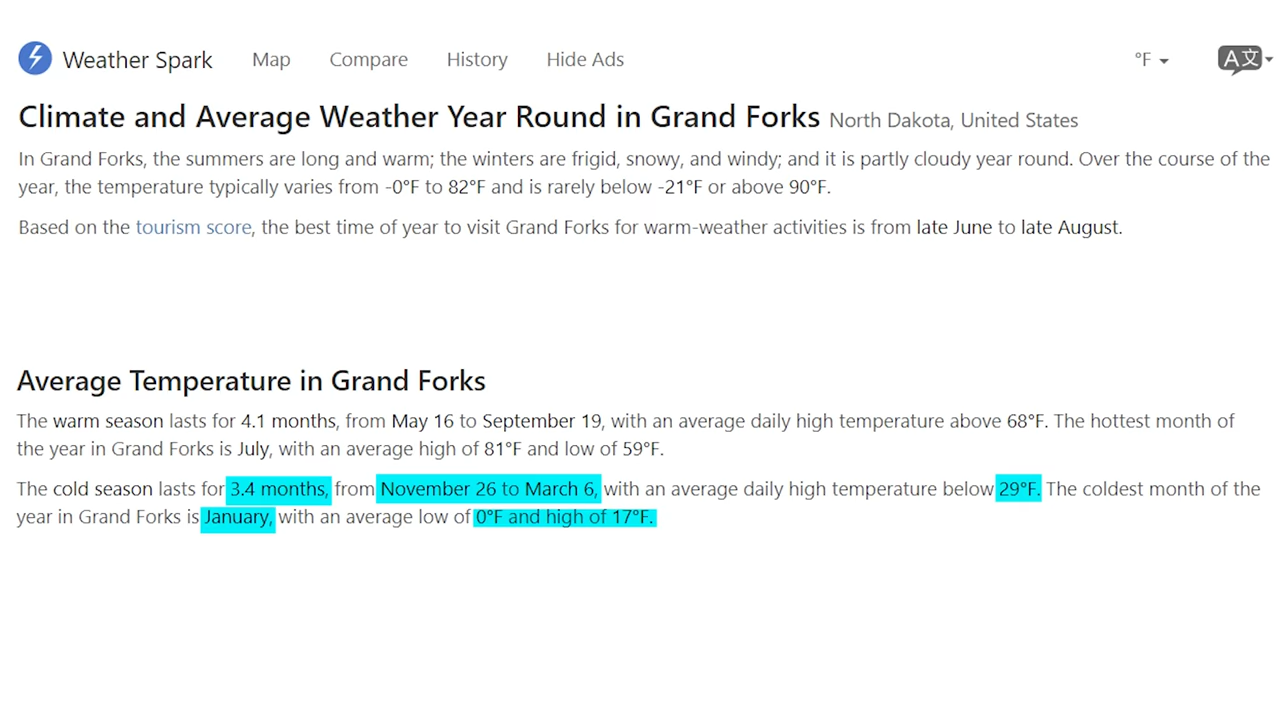 Weather Spark Map Compare History Hide Ads °F A文
Climate and Average Weather Year Round in Grand Forks North Dakota, United States
In Grand Forks, the summers are long and warm; the winters are frigid, snowy, and windy; and it is partly cloudy year round. Over the course of the
year, the temperature typically varies from -0°F to 82°F and is rarely below -21°F or above 90°F.
Based on the tourism score, the best time of year to visit Grand Forks for warm-weather activities is from late June to late August.
Average Temperature in Grand Forks
The warm season lasts for 4.1 months, from May 16 to September 19, with an average daily high temperature above 68°F. The hottest month of
the year in Grand Forks is July, with an average high of 81°F and low of 59°F.
The cold season lasts for 3.4 months, from November 26 to March 6, with an average daily high temperature below 29°F. The coldest month of the
year in Grand Forks is January, with an average low of 0°F and high of 17°F.